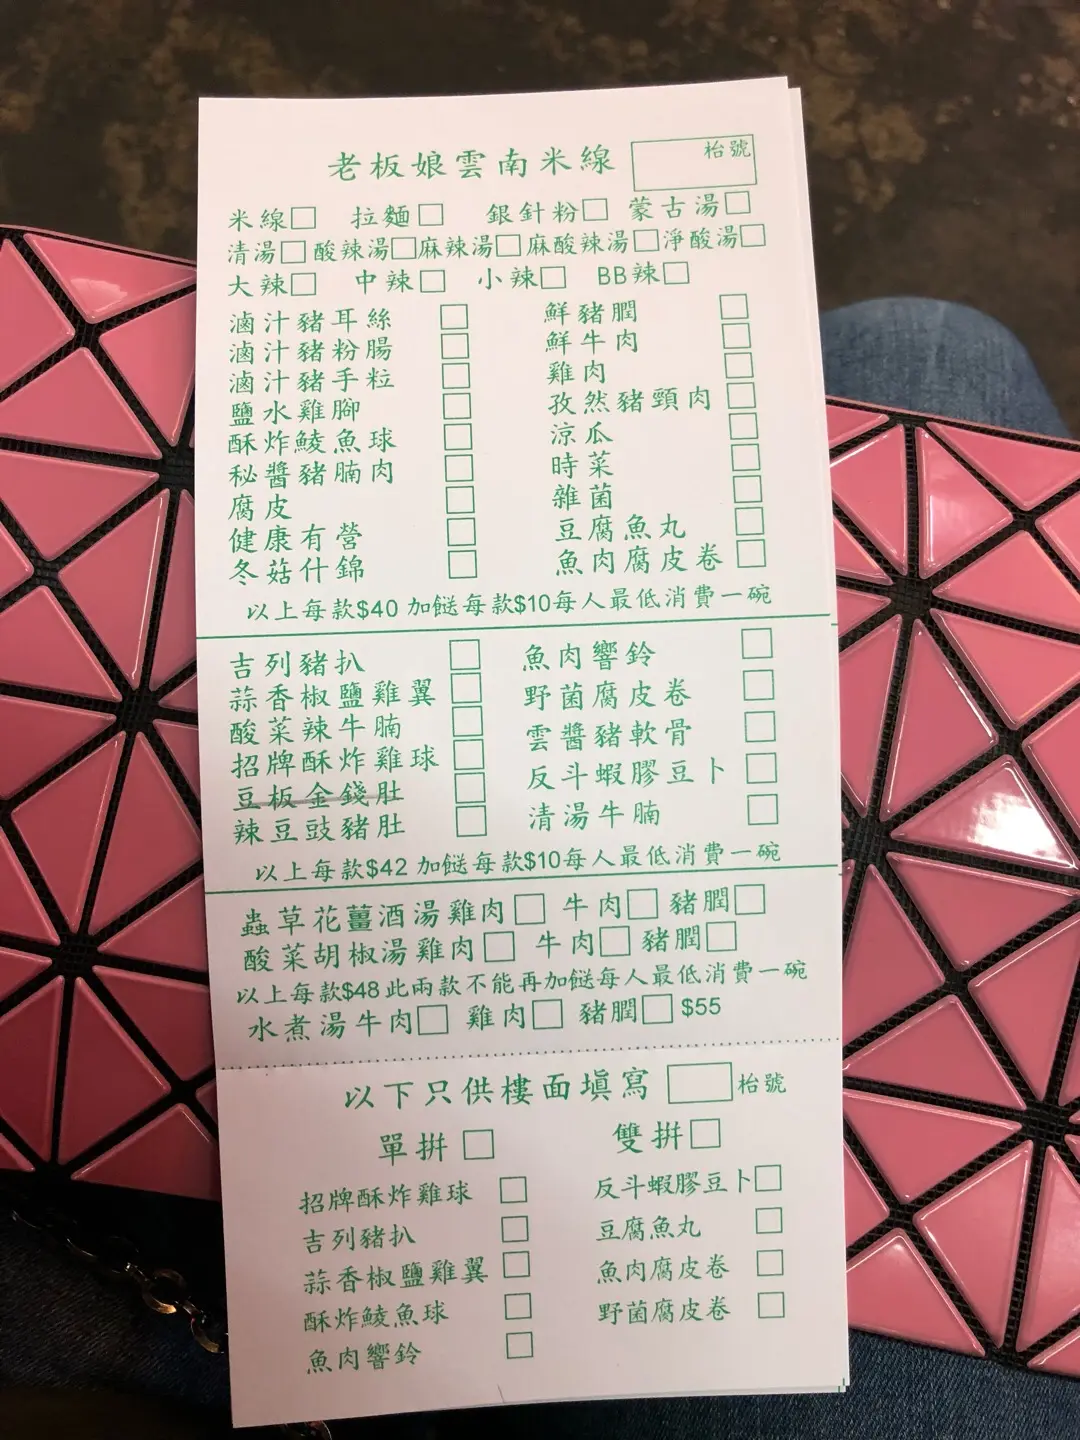 老板娘雲南米線 枱號
米線□ 拉麵□ 銀針粉□ 蒙古湯□
清湯□ 酸辣湯□ 麻辣湯□ 麻酸辣湯□ 淨酸湯□
大辣□ 中辣□ 小辣□ BB辣□
滷汁豬耳絲□ 鮮豬膶□
滷汁豬粉腸□ 鮮牛肉□
滷汁豬手粒□ 雞肉□
鹽水雞腳□ 孜然豬頸肉□
酥炸鯪魚球□ 涼瓜□
秘醬豬腩肉□ 時菜□
腐皮□ 雜菌□
健康有營□ 豆腐魚丸□
冬菇什錦□ 魚肉腐皮卷□
以上每款$40 加餸每款$10每人最低消費一碗
吉列豬扒□ 魚肉響鈴□
蒜香椒鹽雞翼□ 野菌腐皮卷□
酸菜辣牛腩□ 雲醬豬軟骨□
招牌酥炸雞球□ 反斗蝦膠豆卜□
豆板金錢肚□ 清湯牛腩□
辣豆豉豬肚□
以上每款$42 加餸每款$10每人最低消費一碗
蟲草花薑酒湯雞肉□ 牛肉□ 豬膶□
酸菜胡椒湯雞肉□ 牛肉□ 豬膶□
以上每款$48 此兩款不能再加餸每人最低消費一碗
水煮湯牛肉□ 雞肉□ 豬膶□ $55
以下只供樓面填寫 枱號
單拼□ 雙拼□
招牌酥炸雞球□ 反斗蝦膠豆卜□
吉列豬扒□ 豆腐魚丸□
蒜香椒鹽雞翼□ 魚肉腐皮卷□
酥炸鯪魚球□ 野菌腐皮卷□
魚肉響鈴□